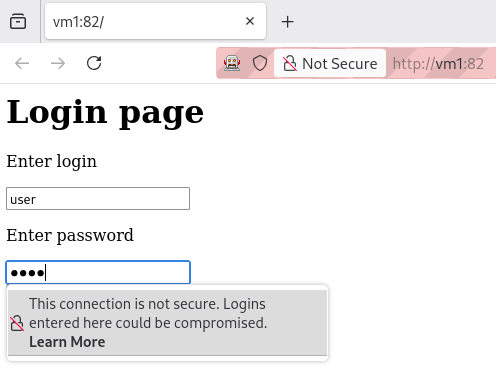 vm1:82/
Not Secure
http://vm1:82
Login page
Enter login
user
Enter password
••••
This connection is not secure. Logins
entered here could be compromised.
Learn More